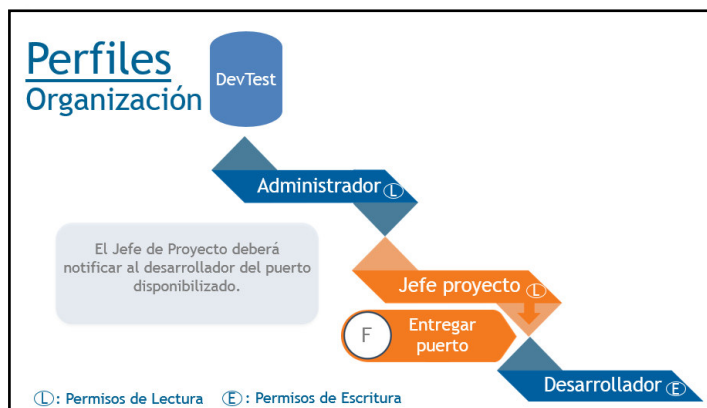 Perfiles
Organización
DevTest
Administrador L
El Jefe de Proyecto deberá
notificar al desarrollador del puerto
disponibilizado.
Jefe proyecto L
F
Entregar
puerto
Desarrollador E
L : Permisos de Lectura E : Permisos de Escritura